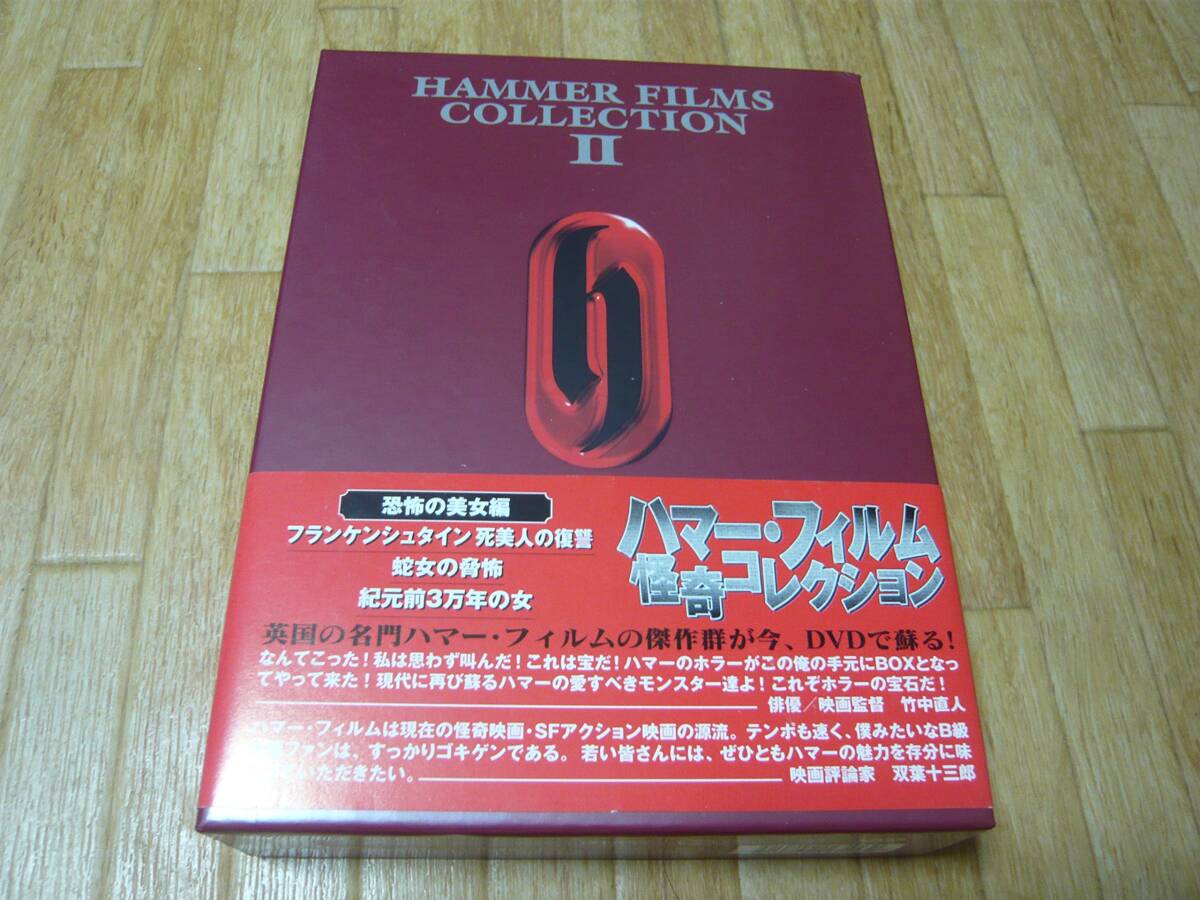 HAMMER FILMS
COLLECTION
II
恐怖の美女編
フランケンシュタイン 死美人の復讐
蛇女の脅怖
紀元前3万年の女
ハマー・フィルム
怪奇コレクション
英国の名門ハマー・フィルムの傑作群が今、DVDで蘇る!
なんてこった!私は思わず叫んだ!これは宝だ!ハマーのホラーがこの俺の手元にBOXとなっ
てやって来た!現代に再び蘇るハマーの愛すべきモンスター達よ!これぞホラーの宝石だ!
俳優/映画監督 竹中直人
ハマー・フィルムは現在の怪奇映画・SFアクション映画の源流。テンポも速く、僕みたいなB級
ファンは、すっかりゴキゲンである。若い皆さんには、ぜひともハマーの魅力を存分に味
いただきたい。
映画評論家 双葉十三郎